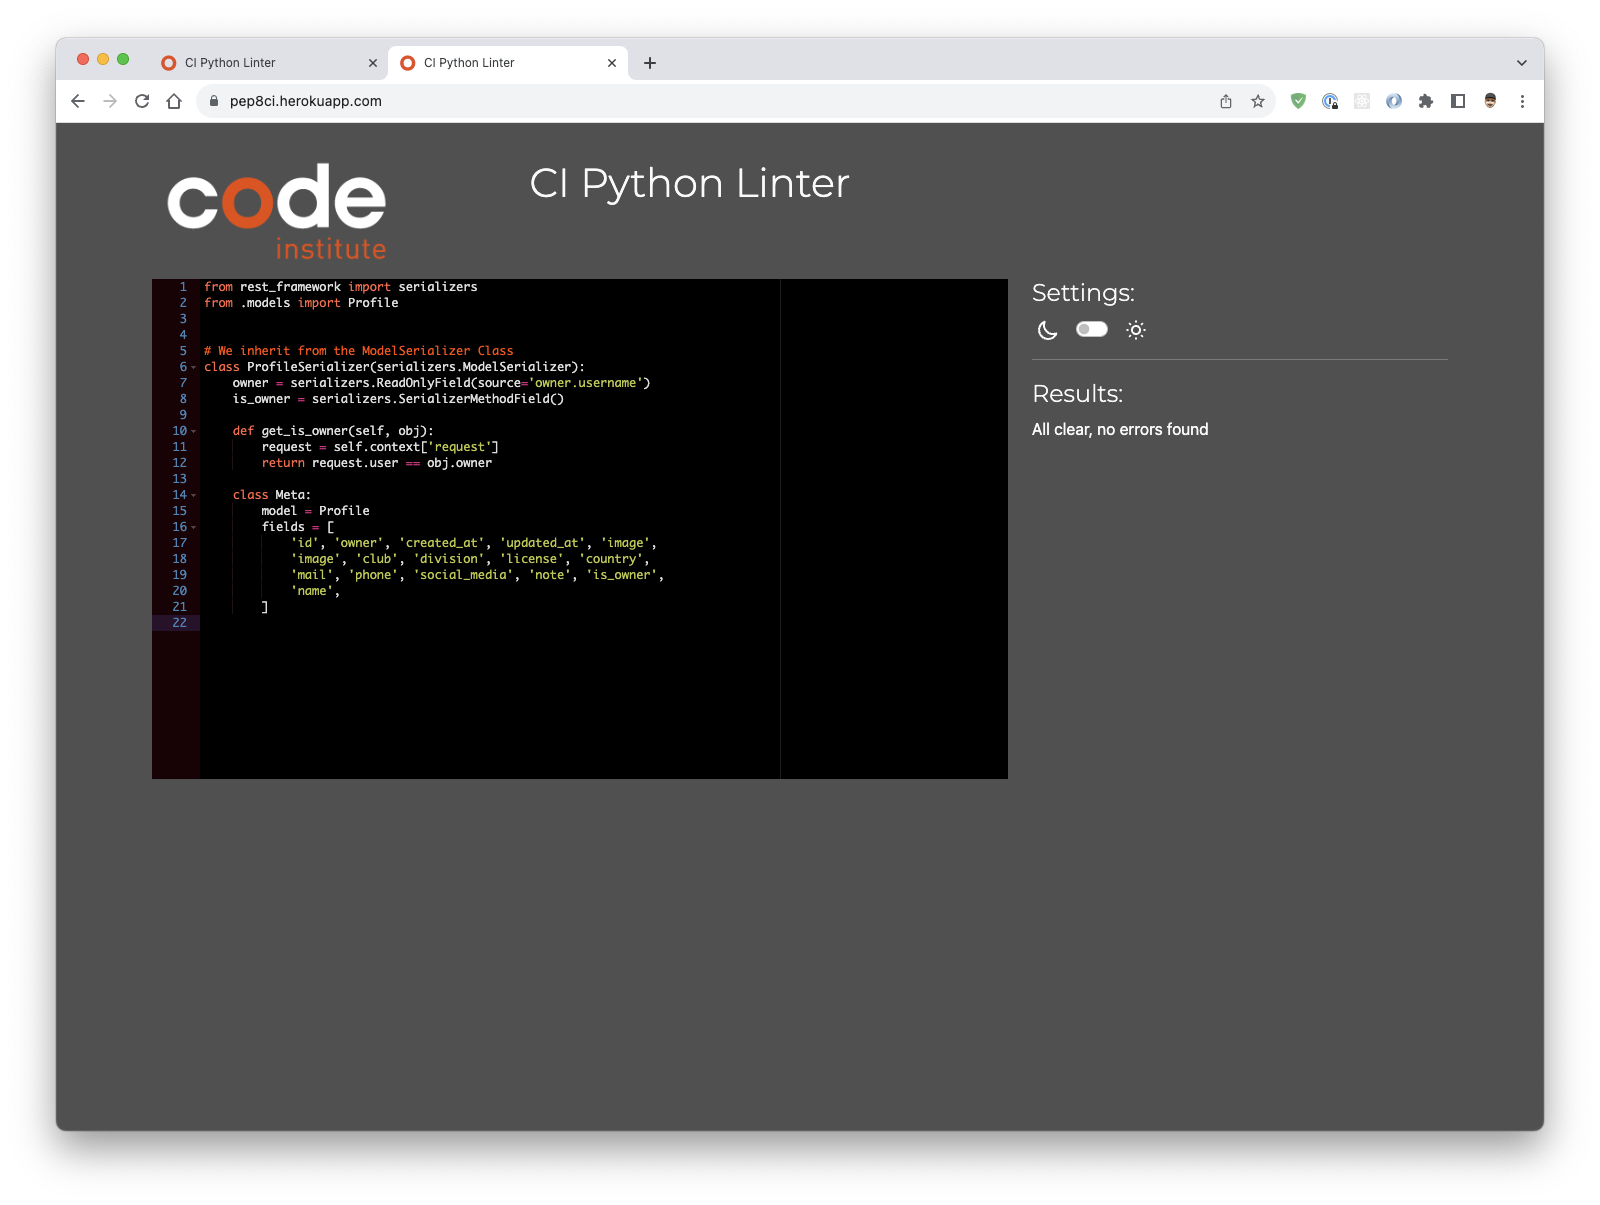 CI Python Linter
CI Python Linter
pep8ci.herokuapp.com
code
institute
CI Python Linter
1 from rest_framework import serializers
2 from .models import Profile
3
4
5 # We inherit from the ModelSerializer Class
6 class ProfileSerializer(serializers.ModelSerializer):
7     owner = serializers.ReadOnlyField(source='owner.username')
8     is_owner = serializers.SerializerMethodField()
9
10     def get_is_owner(self, obj):
11         request = self.context['request']
12         return request.user == obj.owner
13
14     class Meta:
15         model = Profile
16         fields = [
17             'id', 'owner', 'created_at', 'updated_at', 'image',
18             'image', 'club', 'division', 'license', 'country',
19             'mail', 'phone', 'social_media', 'note', 'is_owner',
20             'name',
21         ]
22
Settings:
Results:
All clear, no errors found